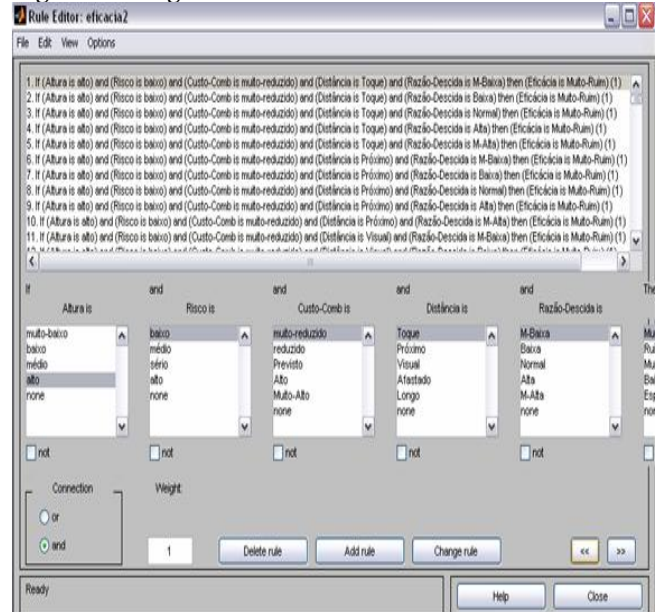 Rule Editor: eficacia2
File Edit View Options
1. If (Altura is alto) and (Risco is baixo) and (Custo-Comb is muito-reduzido) and (Distância is Toque) and (Razão-Descida is M-Baixa) then (Eficácia is Muito-Ruim) (1)
2. If (Altura is alto) and (Risco is baixo) and (Custo-Comb is muito-reduzido) and (Distância is Toque) and (Razão-Descida is Baixa) then (Eficácia is Muito-Ruim) (1)
3. If (Altura is alto) and (Risco is baixo) and (Custo-Comb is muito-reduzido) and (Distância is Toque) and (Razão-Descida is Normal) then (Eficácia is Muito-Ruim) (1)
4. If (Altura is alto) and (Risco is baixo) and (Custo-Comb is muito-reduzido) and (Distância is Toque) and (Razão-Descida is Alta) then (Eficácia is Muito-Ruim) (1)
5. If (Altura is alto) and (Risco is baixo) and (Custo-Comb is muito-reduzido) and (Distância is Toque) and (Razão-Descida is M-Alta) then (Eficácia is Muito-Ruim) (1)
6. If (Altura is alto) and (Risco is baixo) and (Custo-Comb is muito-reduzido) and (Distância is Próximo) and (Razão-Descida is M-Baixa) then (Eficácia is Muito-Ruim) (1)
7. If (Altura is alto) and (Risco is baixo) and (Custo-Comb is muito-reduzido) and (Distância is Próximo) and (Razão-Descida is Baixa) then (Eficácia is Muito-Ruim) (1)
8. If (Altura is alto) and (Risco is baixo) and (Custo-Comb is muito-reduzido) and (Distância is Próximo) and (Razão-Descida is Normal) then (Eficácia is Muito-Ruim) (1)
9. If (Altura is alto) and (Risco is baixo) and (Custo-Comb is muito-reduzido) and (Distância is Próximo) and (Razão-Descida is Alta) then (Eficácia is Muito-Ruim) (1)
10. If (Altura is alto) and (Risco is baixo) and (Custo-Comb is muito-reduzido) and (Distância is Próximo) and (Razão-Descida is M-Alta) then (Eficácia is Muito-Ruim) (1)
11. If (Altura is alto) and (Risco is baixo) and (Custo-Comb is muito-reduzido) and (Distância is Visual) and (Razão-Descida is M-Baixa) then (Eficácia is Muito-Ruim) (1)
If and and and and The
Altura is Risco is Custo-Comb is Distância is Razão-Descida is
muito-baixo baixo muito-reduzido Toque M-Baixa Mu
baixo médio reduzido Próximo Baixa Rui
médio sério Previsto Visual Normal Mu
alto alto Alto Afastado Alta Bai
none none Muito-Alto Longo M-Alta Esp
none none none non
not not not not not
Connection Weight:
or
and 1 Delete rule Add rule Change rule << >>
Ready Help Close